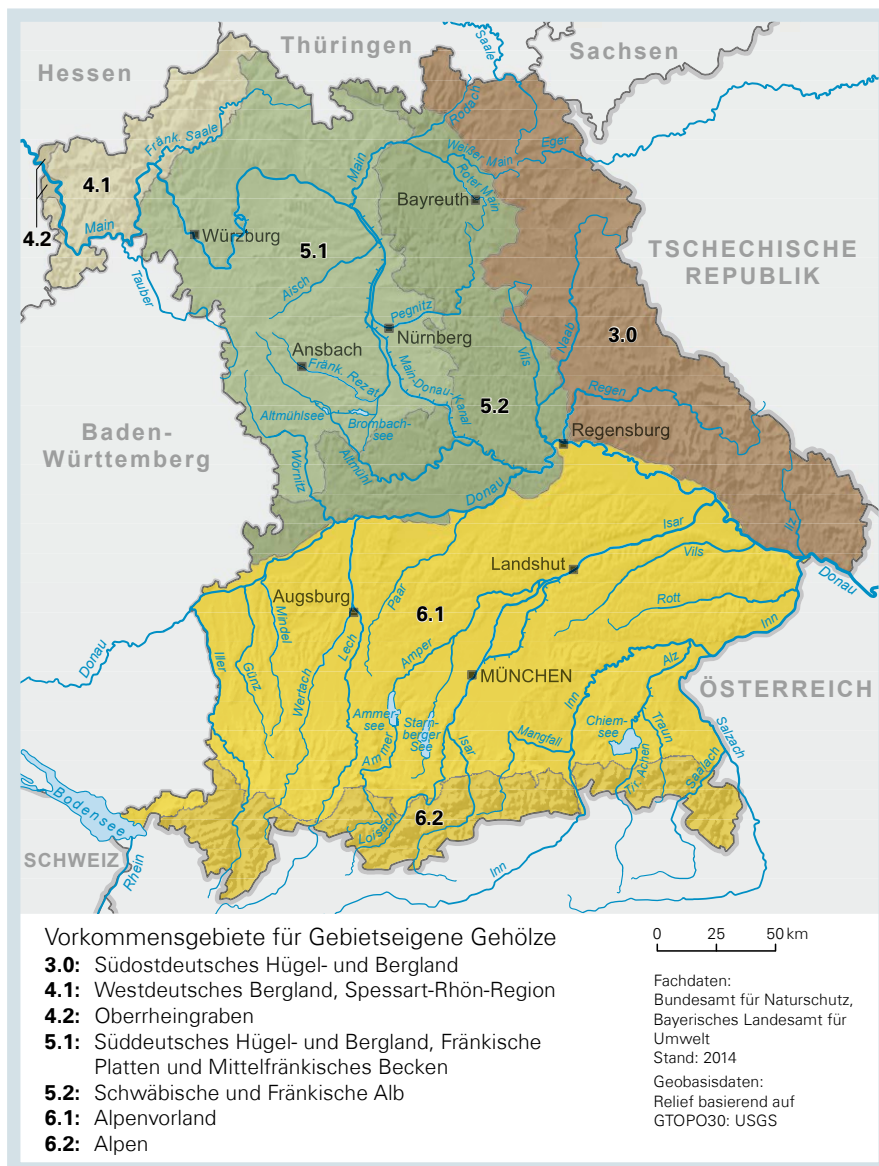 Thüringen
Sachsen
Hessen
Saale
Rodach
Fränk. Saale
Main
Weißer Main
Eger
Roter Main
4.1
Bayreuth
4.2
Main
Würzburg
5.1
TSCHECHISCHE
REPUBLIK
Tauber
Aisch
Pegnitz
Nürnberg
3.0
Vils
Naab
Ansbach
Fränk. Rezat
Main-Donau-Kanal
5.2
Regen
Altmühlsee
Brombach-
see
Regensburg
Baden-
Württemberg
Wörnitz
Altmühl
Donau
Ilz
Isar
Vils
Landshut
Donau
Augsburg
Paar
6.1
Rott
Inn
Mindel
Lech
Donau
Iller
Günz
Wertach
Amper
Alz
MÜNCHEN
ÖSTERREICH
Inn
Ammer-
see
Starn-
berger
See
Chiem-
see
Traun
Salzach
Ammer
Isar
Mangfall
Tir. Achen
Saalach
Bodensee
6.2
Loisach
SCHWEIZ
Rhein
Inn
Vorkommensgebiete für Gebietseigene Gehölze
3.0: Südostdeutsches Hügel- und Bergland
4.1: Westdeutsches Bergland, Spessart-Rhön-Region
4.2: Oberrheingraben
5.1: Süddeutsches Hügel- und Bergland, Fränkische
Platten und Mittelfränkisches Becken
5.2: Schwäbische und Fränkische Alb
6.1: Alpenvorland
6.2: Alpen
0 25 50 km
Fachdaten:
Bundesamt für Naturschutz,
Bayerisches Landesamt für
Umwelt
Stand: 2014
Geobasisdaten:
Relief basierend auf
GTOPO30: USGS